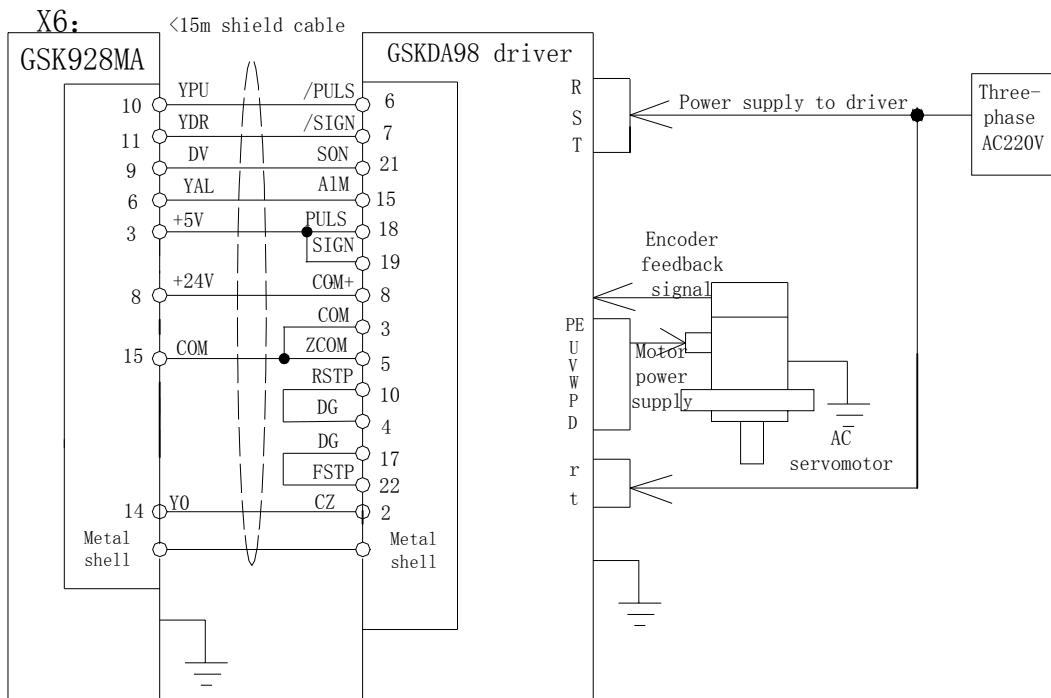 X6:
<15m shield cable
GSK928MA
GSKDA98 driver
10 YPU /PULS 6
11 YDR /SIGN 7
9 DV SON 21
6 YAL A1M 15
3 +5V PULS 18
SIGN 19
8 +24V COM+ 8
COM 3
15 COM ZCOM 5
RSTP 10
DG 4
DG 17
FSTP 22
14 Y0 CZ 2
Metal
shell
Metal
shell
R
S
T
Power supply to driver
Three-
phase
AC220V
Encoder
feedback
signal
PE
U
V
W
P
D
Motor
power
supply
AC
servomotor
r
t